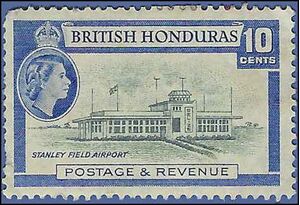 BRITISH HONDURAS
10
CENTS
STANLEY FIELD AIRPORT
POSTAGE & REVENUE